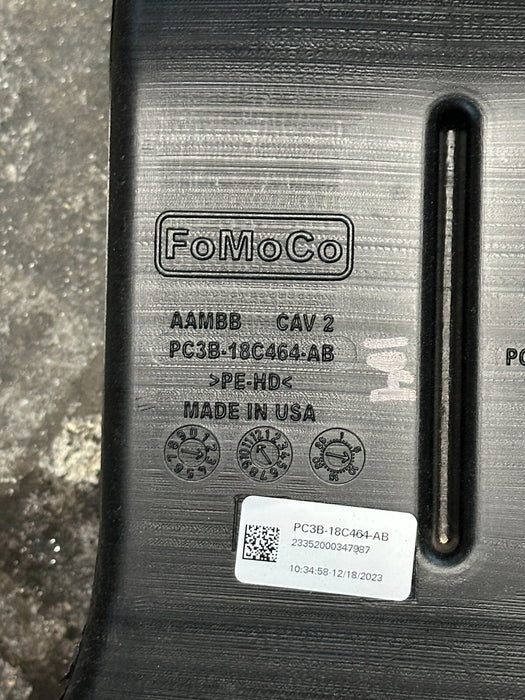 FoMoCo
AAMBB CAV 2
PC3B-18C464-AB
>PE-HD<
MADE IN USA
PC3B-18C464-AB
23352000347987
10:34:58-12/18/2023